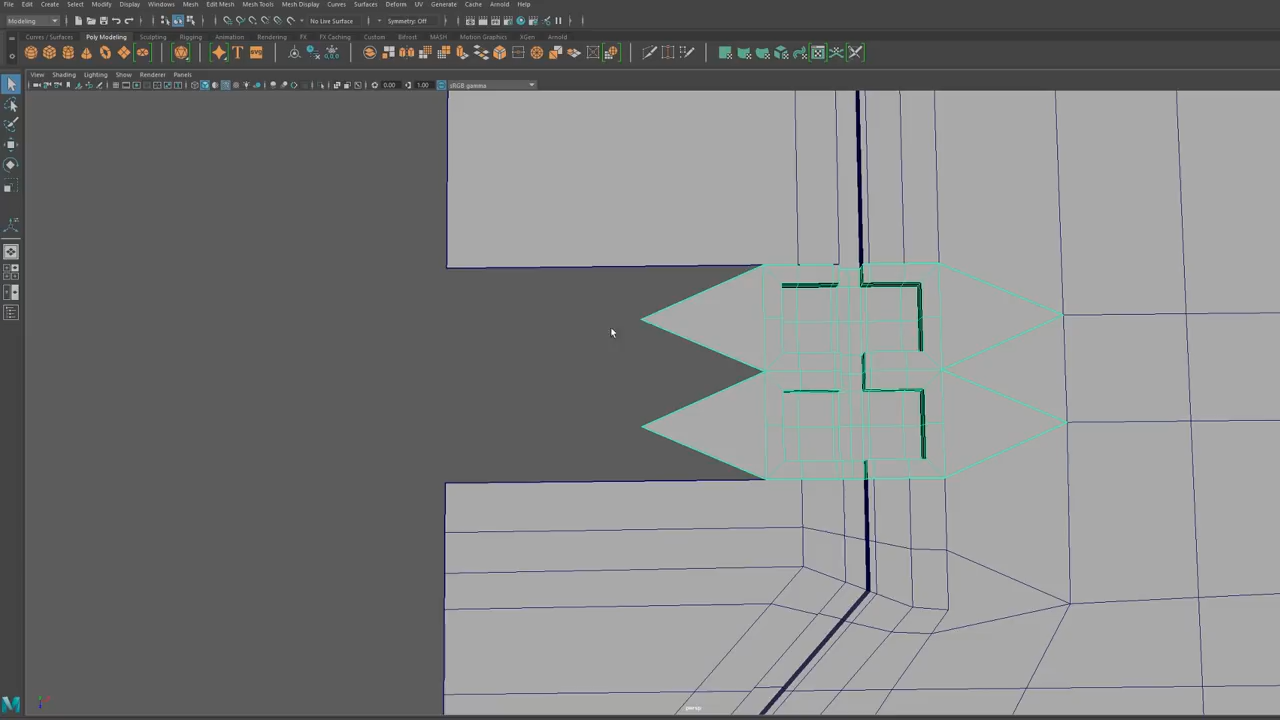 File Edit Create Select Modify Display Windows Mesh Edit Mesh Mesh Tools Mesh Display Curves Surfaces Deform UV Generate Cache Arnold Help
Modeling No Live Surface Symmetry: Off
Curves / Surfaces Poly Modeling Sculpting Rigging Animation Rendering FX FX Caching Custom Bifrost MASH Motion Graphics XGen Arnold
View Shading Lighting Show Renderer Panels
0.00 1.00 sRGB gamma
persp